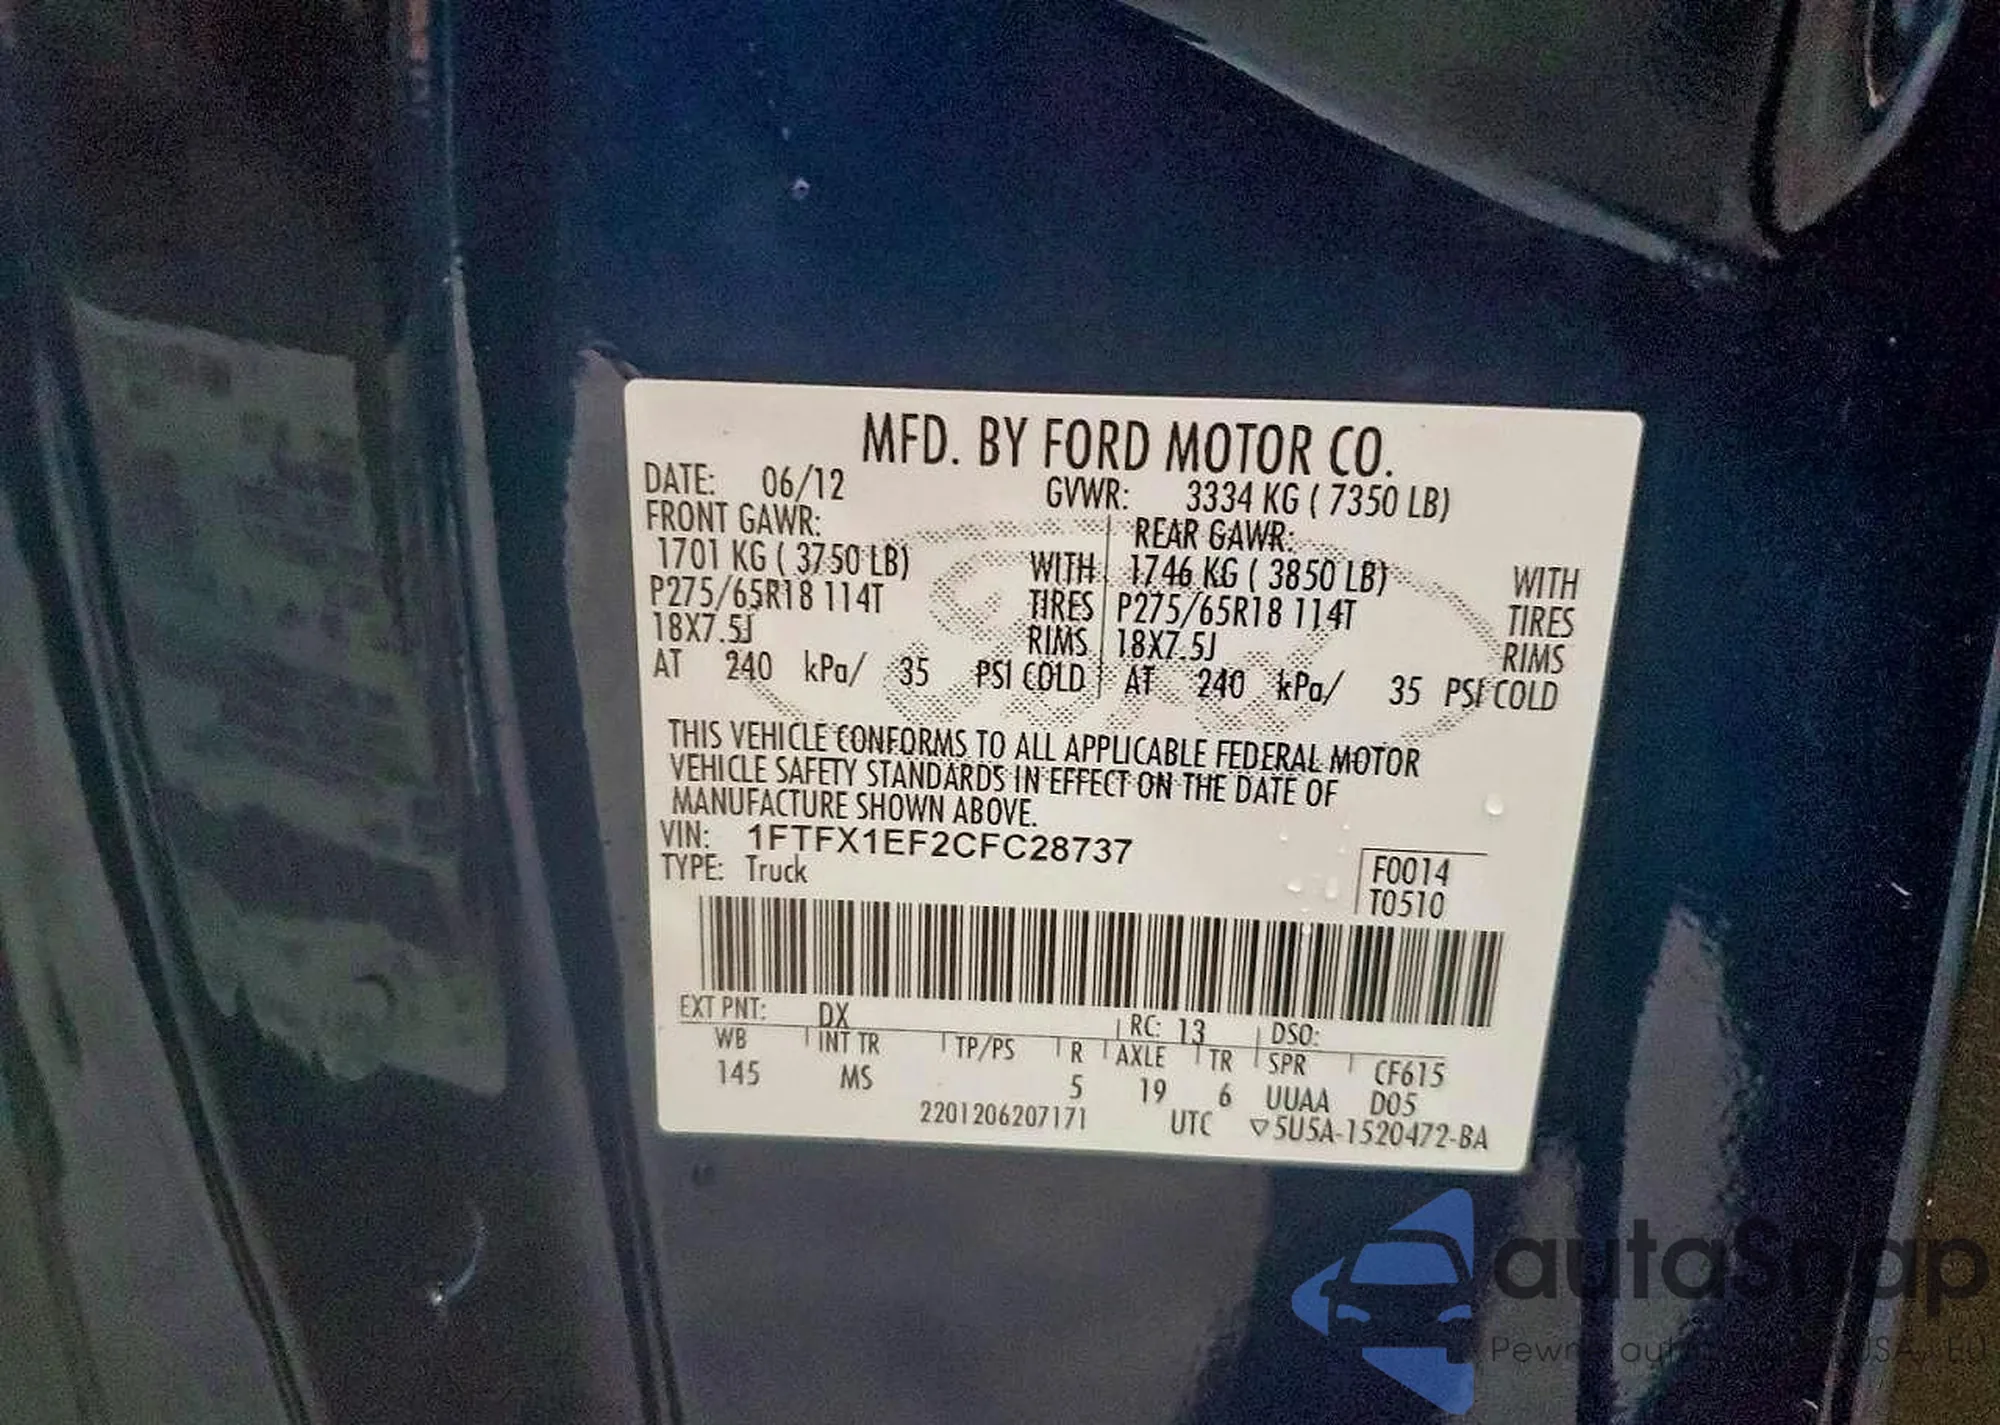 MFD. BY FORD MOTOR CO.
DATE: 06/12 GVWR: 3334 KG ( 7350 LB)
FRONT GAWR: REAR GAWR:
1701 KG ( 3750 LB) WITH 1746 KG ( 3850 LB) WITH
P275/65R18 114T TIRES P275/65R18 114T TIRES
18X7.5J RIMS 18X7.5J RIMS
AT 240 kPa/ 35 PSI COLD AT 240 kPa/ 35 PSI COLD
THIS VEHICLE CONFORMS TO ALL APPLICABLE FEDERAL MOTOR
VEHICLE SAFETY STANDARDS IN EFFECT ON THE DATE OF
MANUFACTURE SHOWN ABOVE.
VIN: 1FTFX1EF2CFC28737
TYPE: Truck
F0014
T0510
EXT PNT: DX RC: 13 DSO:
WB INT TR TP/PS R AXLE TR SPR CF615
145 MS 5 19 6 UUAA D05
2201206207171 UTC ▽5U5A-1520472-BA
autaSnap
USA